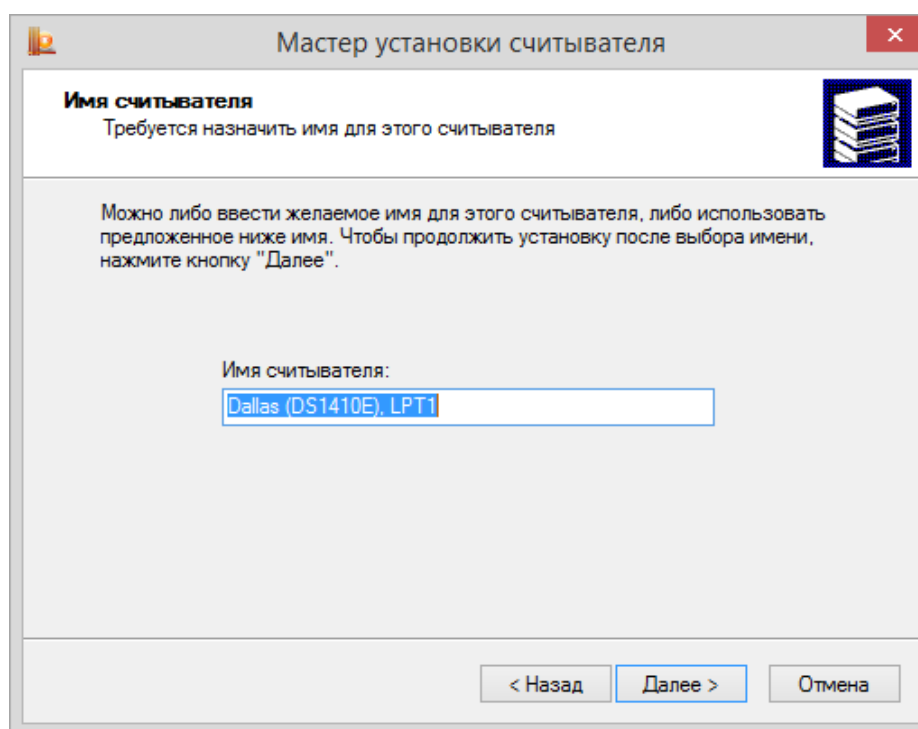 Мастер установки считывателя
Имя считывателя
Требуется назначить имя для этого считывателя
Можно либо ввести желаемое имя для этого считывателя, либо использовать
предложенное ниже имя. Чтобы продолжить установку после выбора имени,
нажмите кнопку "Далее".
Имя считывателя:
Dallas (DS1410E), LPT1
< Назад Далее > Отмена